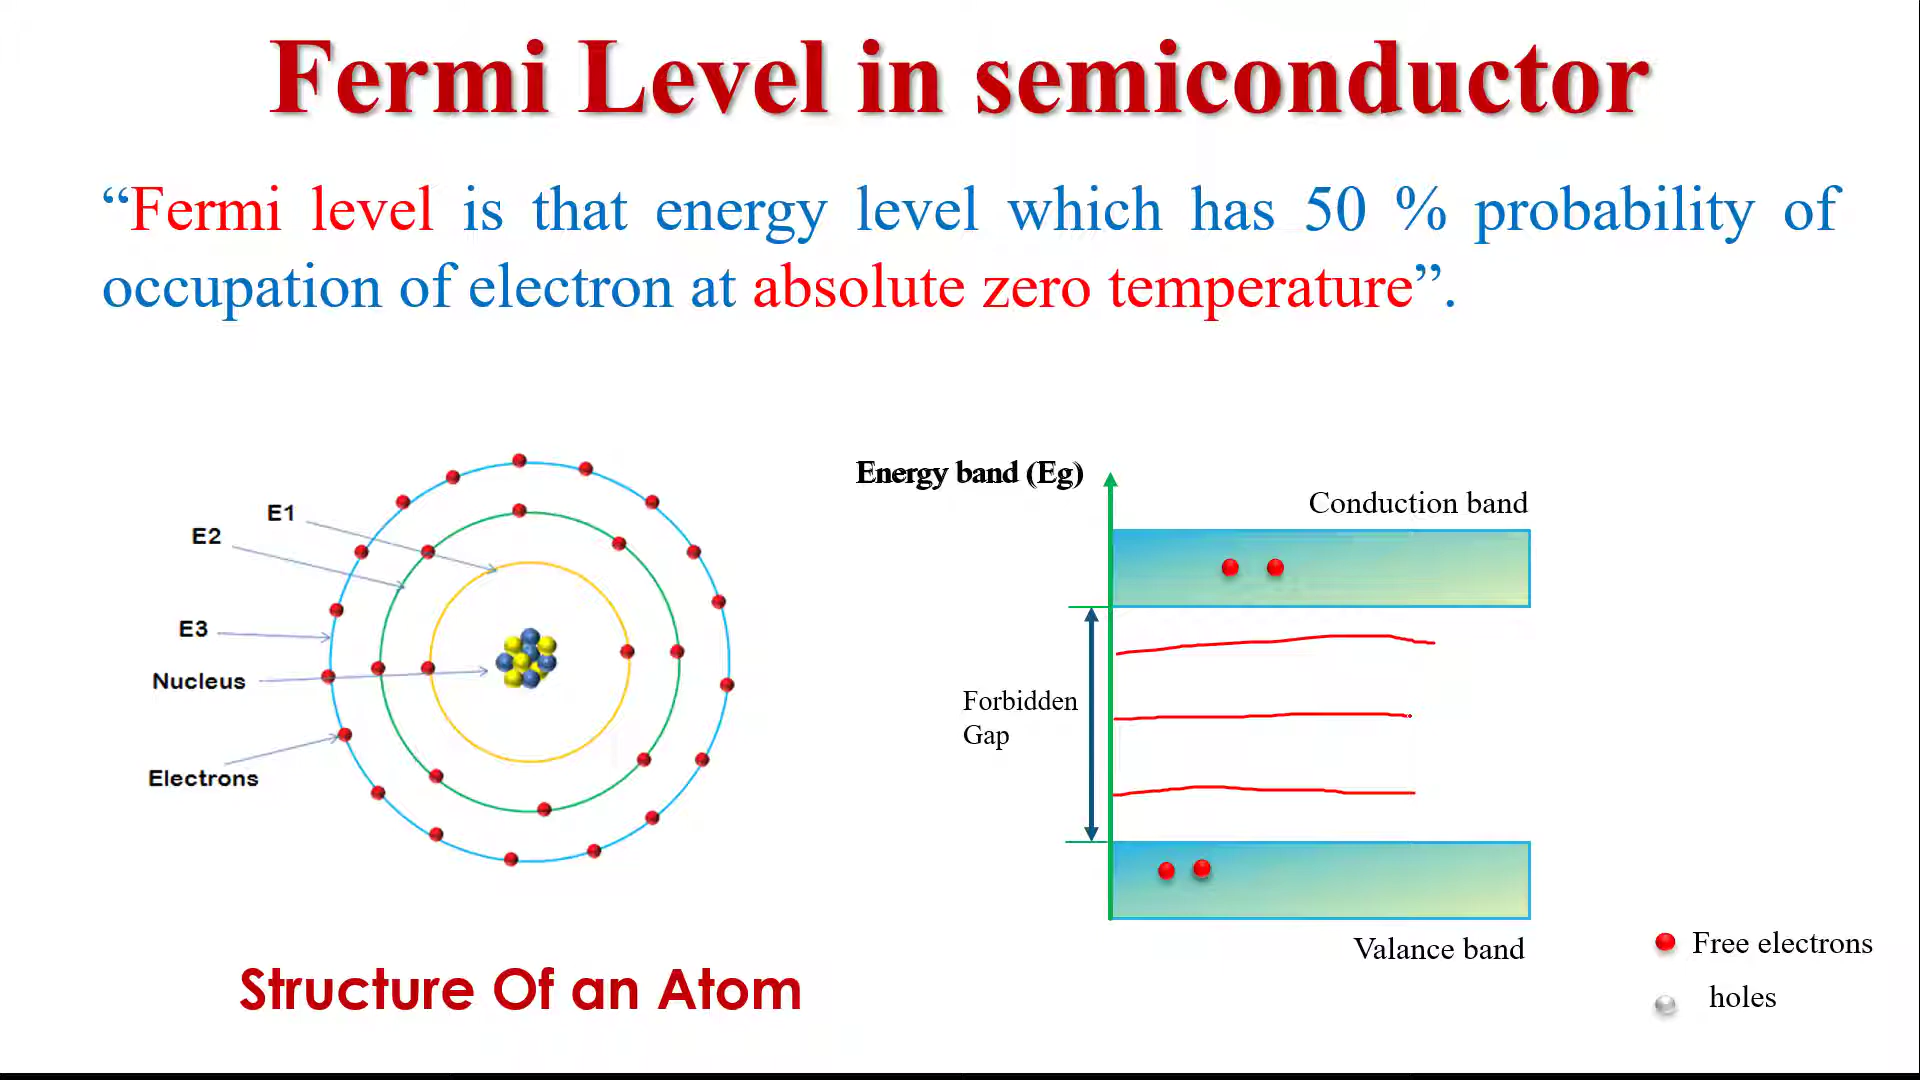 Fermi Level in semiconductor
“Fermi level is that energy level which has 50 % probability of
occupation of electron at absolute zero temperature”.
E1
E2
E3
Nucleus
Electrons
Structure Of an Atom
Energy band (Eg)
Conduction band
Forbidden
Gap
Valance band
Free electrons
holes